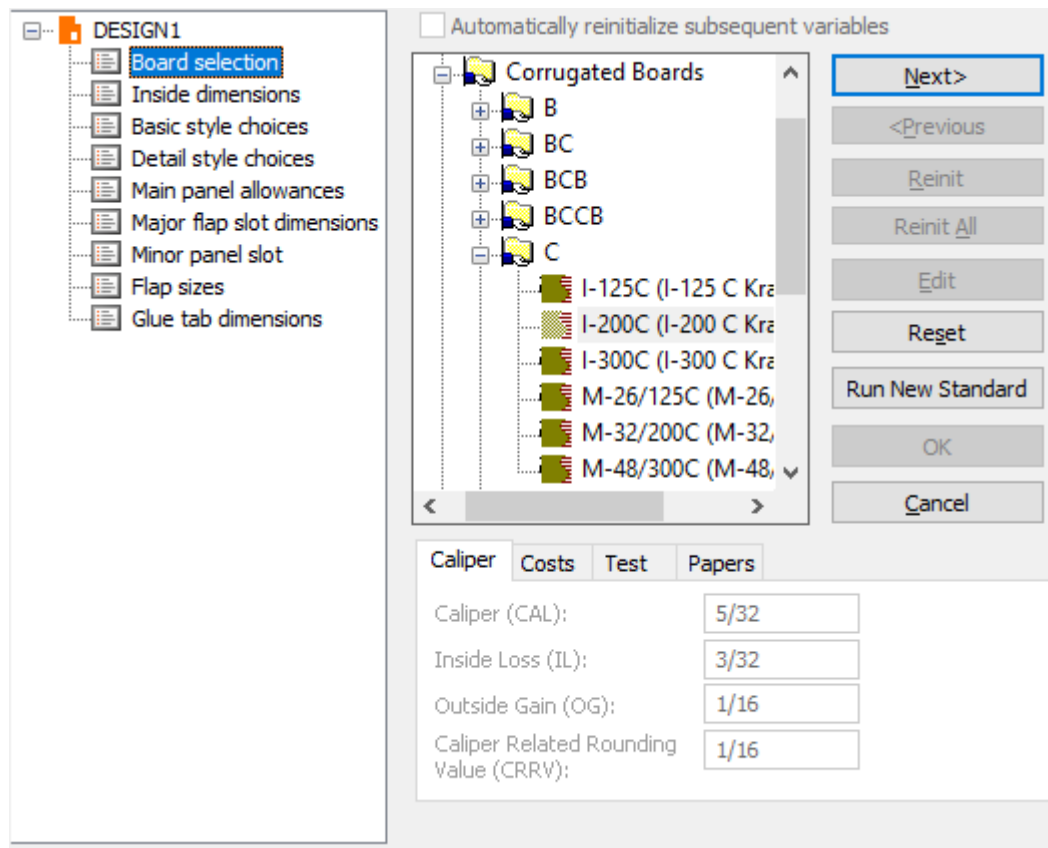 DESIGN1
Board selection
Inside dimensions
Basic style choices
Detail style choices
Main panel allowances
Major flap slot dimensions
Minor panel slot
Flap sizes
Glue tab dimensions
Automatically reinitialize subsequent variables
Corrugated Boards
B
BC
BCB
BCCB
C
I-125C (I-125 C Kra
I-200C (I-200 C Kra
I-300C (I-300 C Kra
M-26/125C (M-26,
M-32/200C (M-32,
M-48/300C (M-48,
Next>
<Previous
Reinit
Reinit All
Edit
Reset
Run New Standard
OK
Cancel
Caliper Costs Test Papers
Caliper (CAL): 5/32
Inside Loss (IL): 3/32
Outside Gain (OG): 1/16
Caliper Related Rounding
Value (CRRV): 1/16